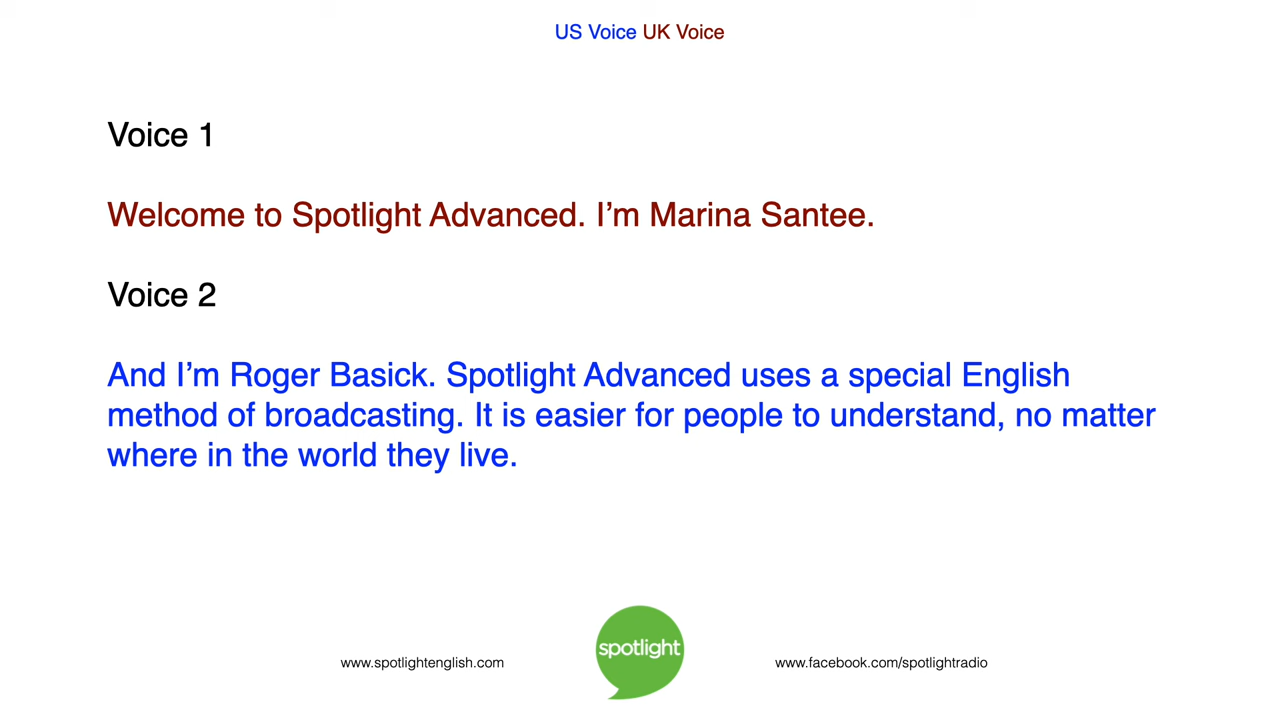 US Voice UK Voice
Voice 1
Welcome to Spotlight Advanced. I’m Marina Santee.
Voice 2
And I’m Roger Basick. Spotlight Advanced uses a special English
method of broadcasting. It is easier for people to understand, no matter
where in the world they live.
www.spotlightenglish.com
spotlight
www.facebook.com/spotlightradio